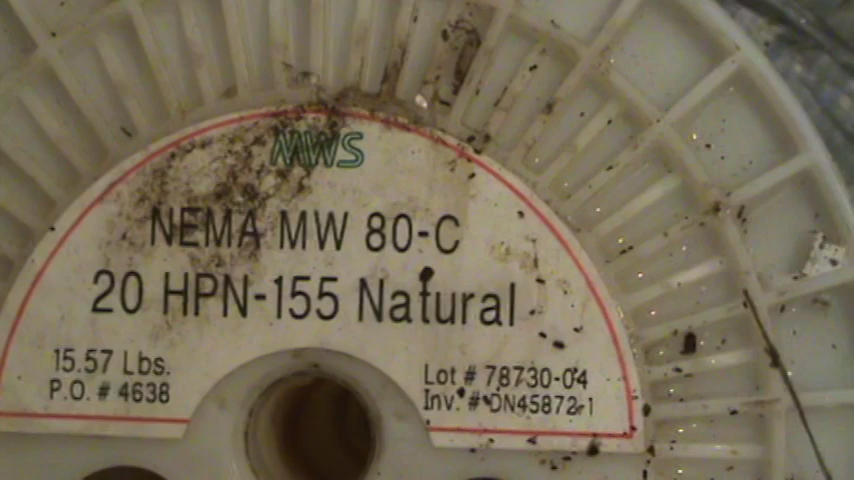 MWS
NEMA MW 80-C
20 HPN-155 Natural
15.57 Lbs.
P.O. # 4638
Lot # 78730-04
Inv. # DN45872-1